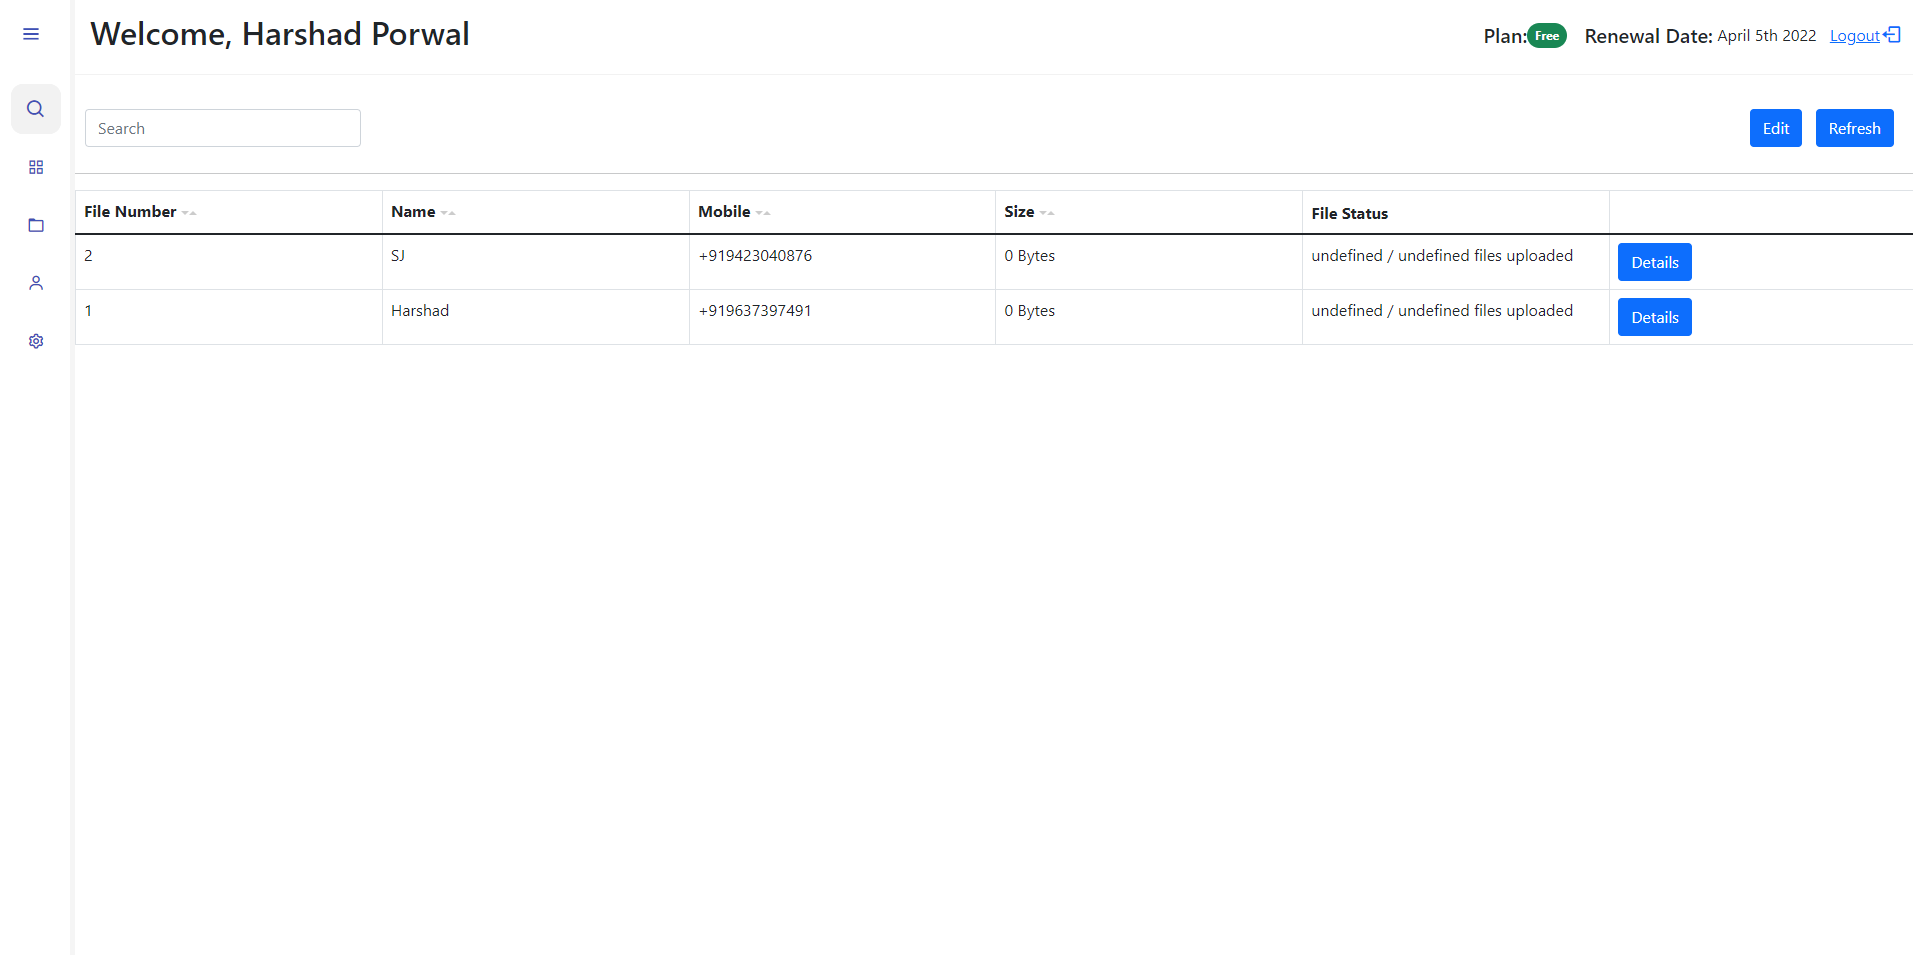 Welcome, Harshad Porwal
Plan: Free Renewal Date: April 5th 2022 Logout
Search
Edit Refresh
File Number Name Mobile Size File Status
2 SJ +919423040876 0 Bytes undefined / undefined files uploaded Details
1 Harshad +919637397491 0 Bytes undefined / undefined files uploaded Details